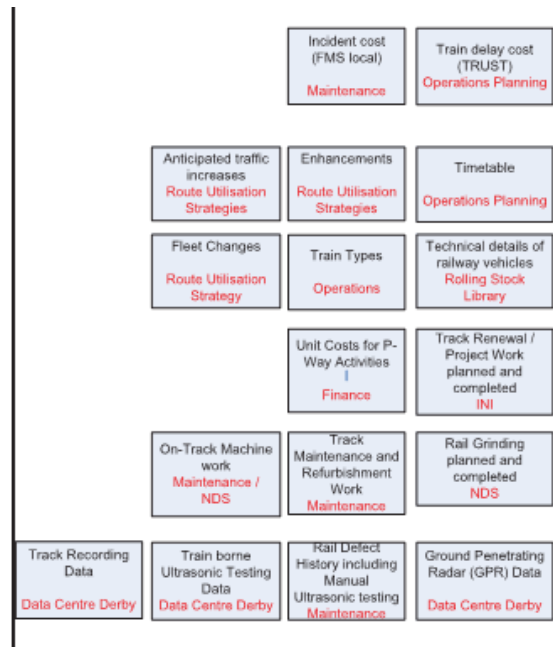 Incident cost
(FMS local)
Maintenance
Train delay cost
(TRUST)
Operations Planning
Anticipated traffic
increases
Route Utilisation
Strategies
Enhancements
Route Utilisation
Strategies
Timetable
Operations Planning
Fleet Changes
Route Utilisation
Strategy
Train Types
Operations
Technical details of
railway vehicles
Rolling Stock
Library
Unit Costs for P-
Way Activities
Finance
Track Renewal /
Project Work
planned and
completed
INI
On-Track Machine
work
Maintenance /
NDS
Track
Maintenance and
Refurbishment
Work
Maintenance
Rail Grinding
planned and
completed
NDS
Track Recording
Data
Data Centre Derby
Train borne
Ultrasonic Testing
Data
Data Centre Derby
Rail Defect
History including
Manual
Ultrasonic testing
Maintenance
Ground Penetrating
Radar (GPR) Data
Data Centre Derby